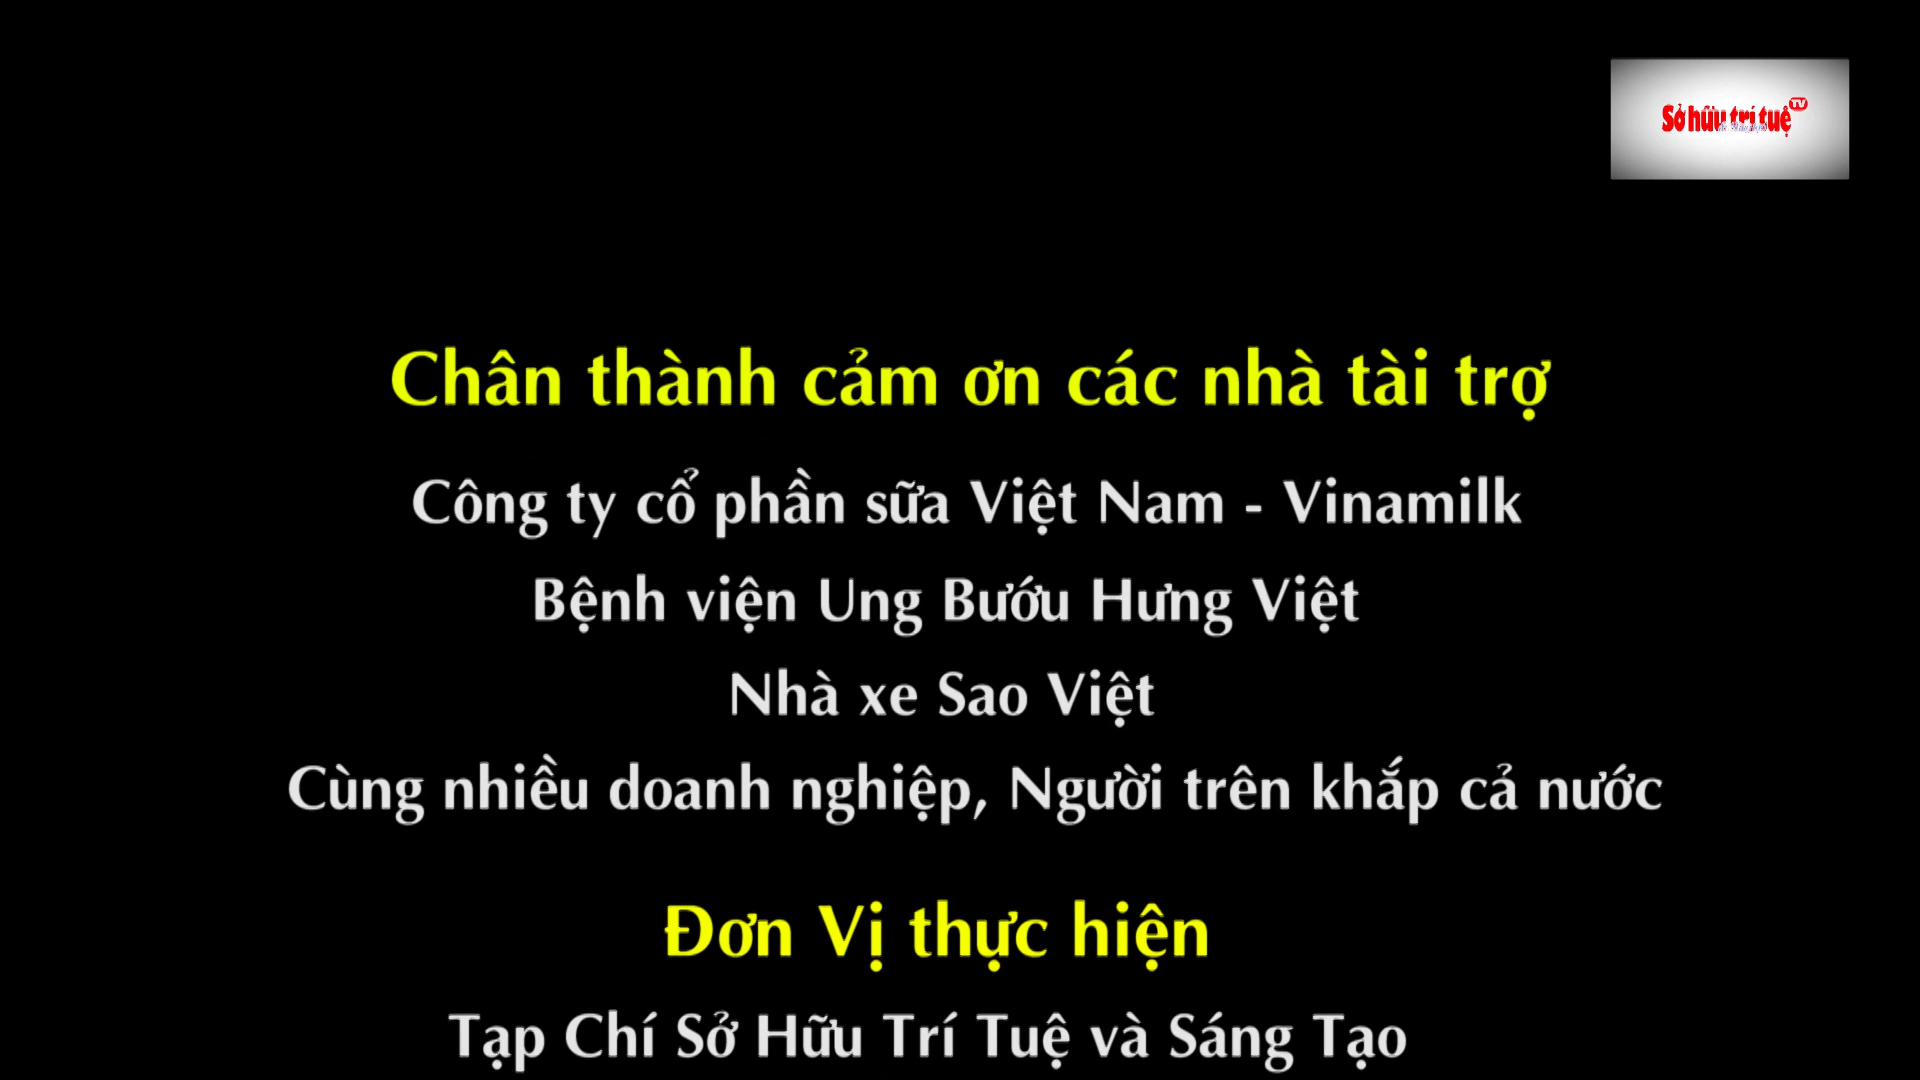 Sở hữu trí tuệ TV
Chân thành cảm ơn các nhà tài trợ
Công ty cổ phần sữa Việt Nam - Vinamilk
Bệnh viện Ung Bướu Hưng Việt
Nhà xe Sao Việt
Cùng nhiều doanh nghiệp, Người trên khắp cả nước
Đơn Vị thực hiện
Tạp Chí Sở Hữu Trí Tuệ và Sáng Tạo